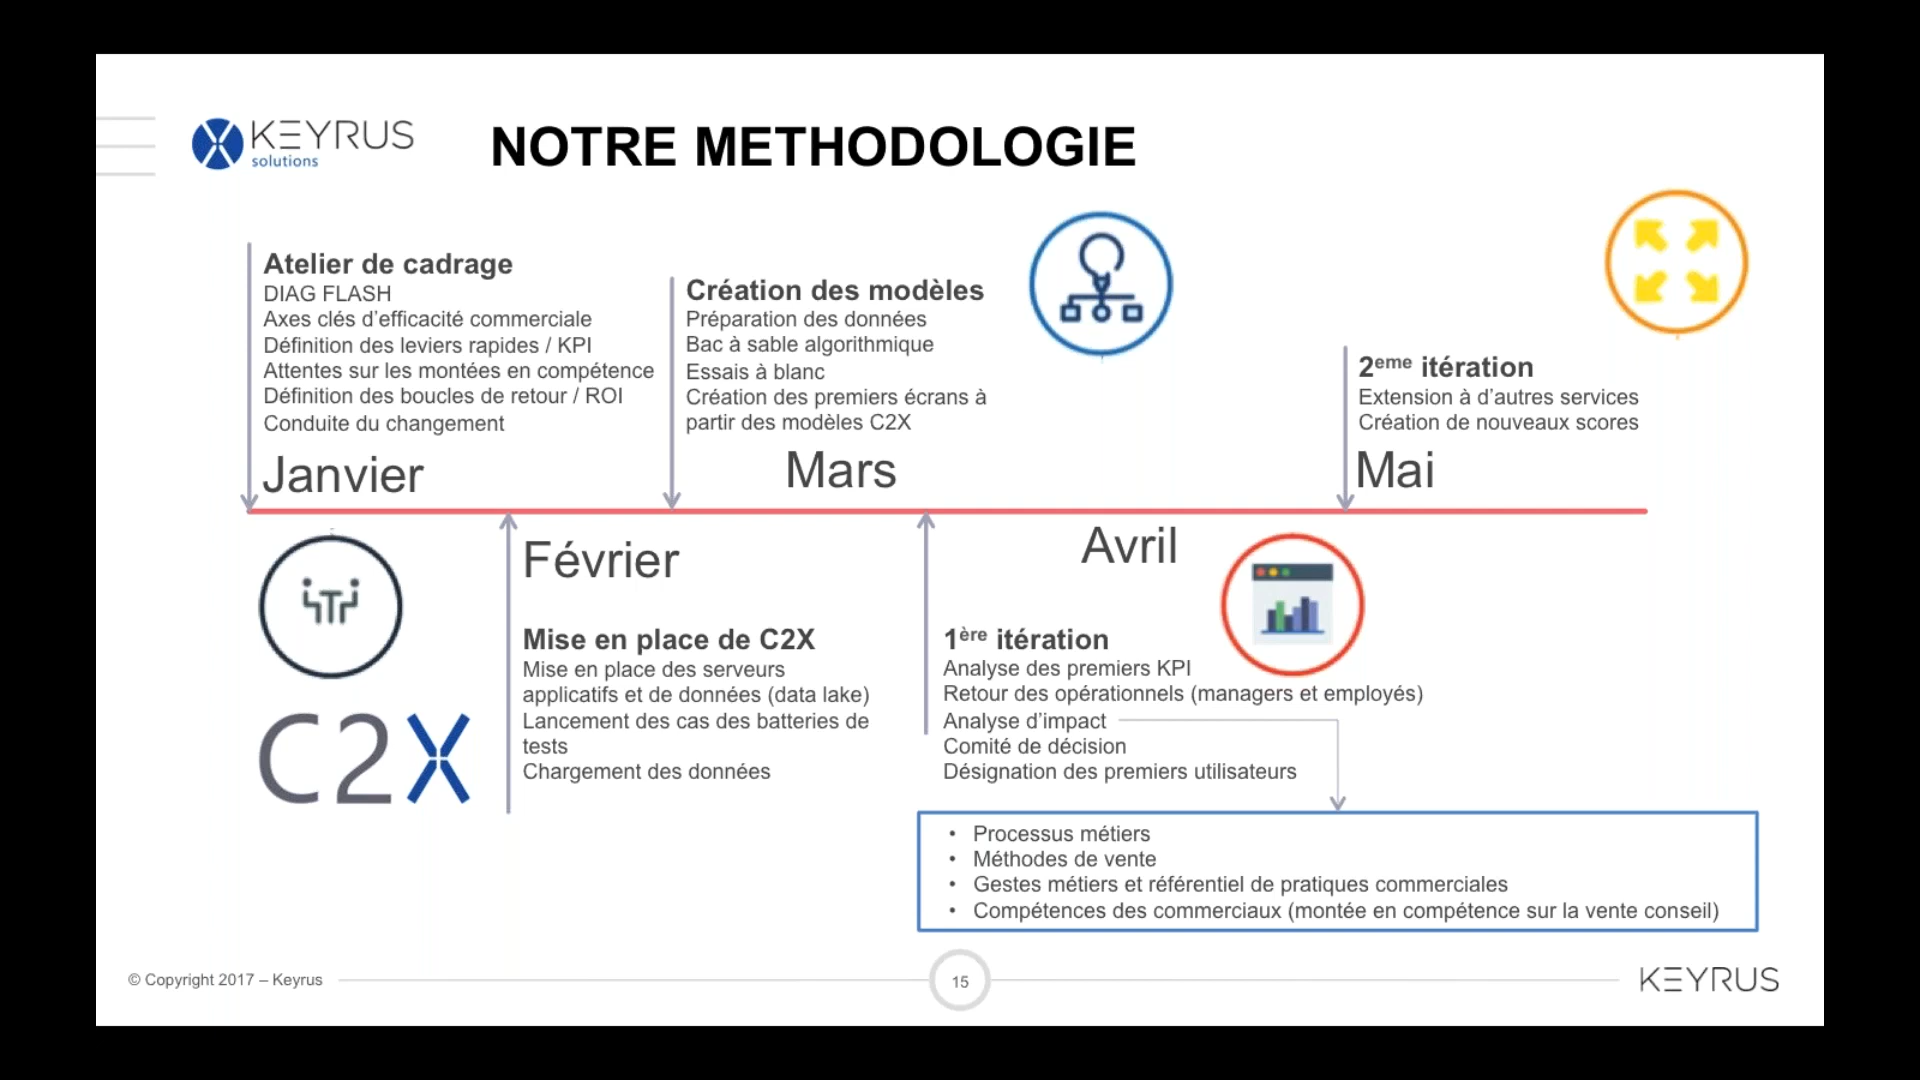 KEYRUS
solutions
NOTRE METHODOLOGIE
Atelier de cadrage
DIAG FLASH
Axes clés d’efficacité commerciale
Définition des leviers rapides / KPI
Attentes sur les montées en compétence
Définition des boucles de retour / ROI
Conduite du changement
Janvier
Création des modèles
Préparation des données
Bac à sable algorithmique
Essais à blanc
Création des premiers écrans à
partir des modèles C2X
Mars
2eme itération
Extension à d’autres services
Création de nouveaux scores
Mai
Février
Mise en place de C2X
Mise en place des serveurs
applicatifs et de données (data lake)
Lancement des cas des batteries de
tests
Chargement des données
C2X
Avril
1ère itération
Analyse des premiers KPI
Retour des opérationnels (managers et employés)
Analyse d’impact
Comité de décision
Désignation des premiers utilisateurs
• Processus métiers
• Méthodes de vente
• Gestes métiers et référentiel de pratiques commerciales
• Compétences des commerciaux (montée en compétence sur la vente conseil)
© Copyright 2017 – Keyrus
15
KEYRUS